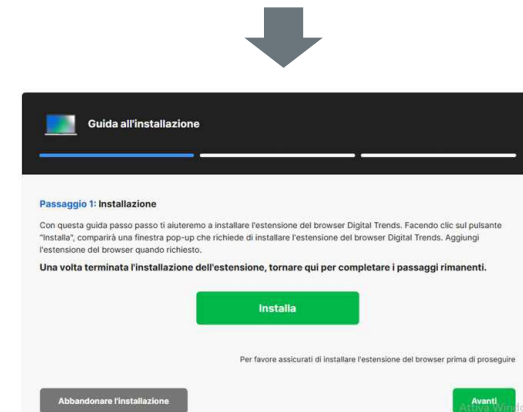 Guida all'installazione
Passaggio 1: Installazione
Con questa guida passo passo ti aiuteremo a installare l'estensione del browser Digital Trends. Facendo clic sul pulsante
"Installa", comparirà una finestra pop-up che richiede di installare l'estensione del browser Digital Trends. Aggiungi
l'estensione del browser quando richiesto.
Una volta terminata l'installazione dell'estensione, tornare qui per completare i passaggi rimanenti.
Installa
Per favore assicurati di installare l'estensione del browser prima di proseguire
Abbandonare l'installazione
Avanti